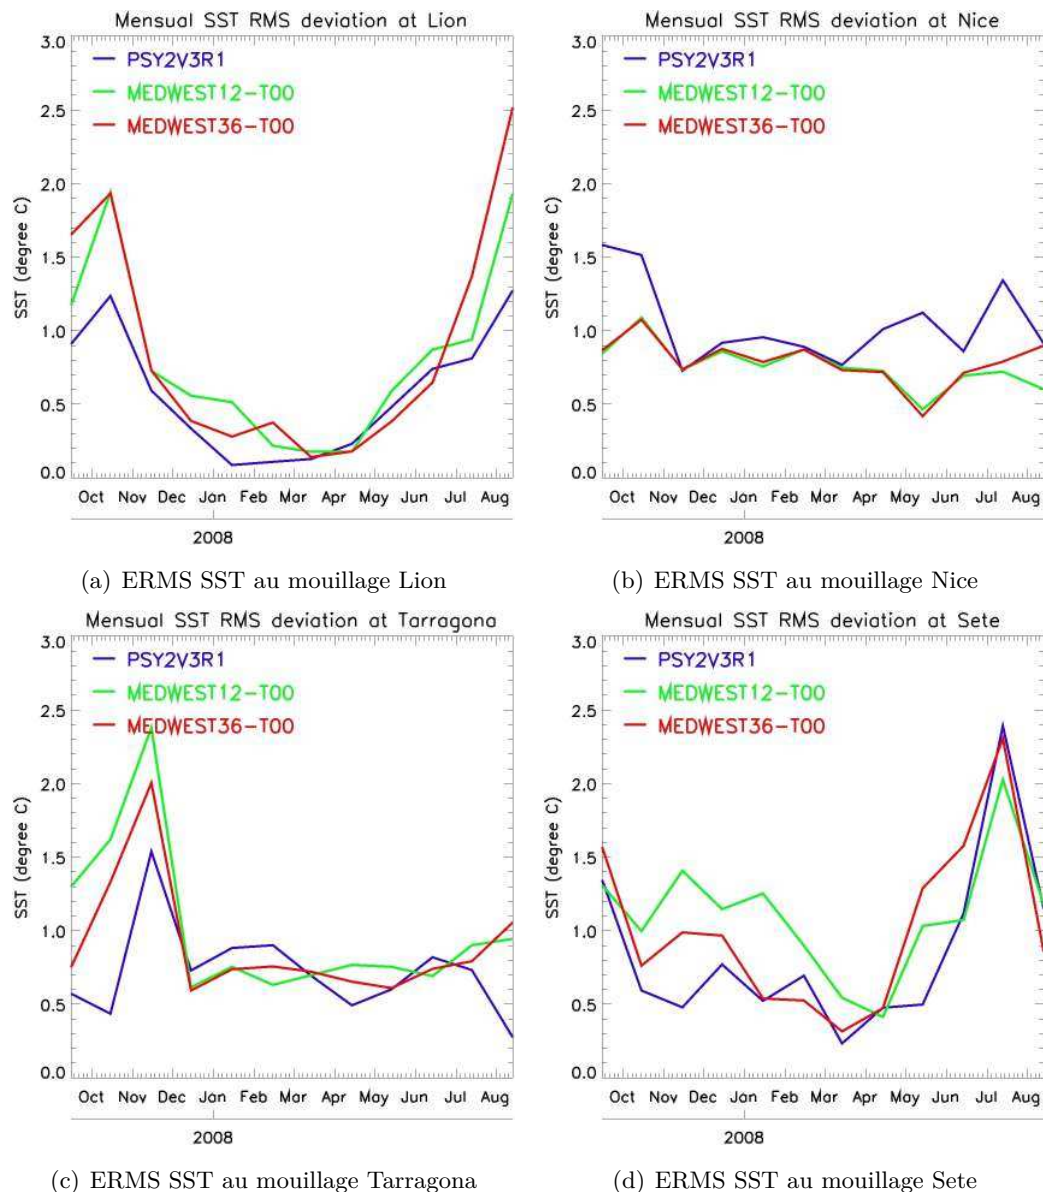 Mensual SST RMS deviation at Lion
3.0
2.5
2.0
1.5
1.0
0.5
0.0
SST (degree C)
PSY2V3R1
MEDWEST12-T00
MEDWEST36-T00
Oct Nov Dec Jan Feb Mar Apr May Jun Jul Aug
2008
(a) ERMS SST au mouillage Lion
Mensual SST RMS deviation at Nice
3.0
2.5
2.0
1.5
1.0
0.5
0.0
SST (degree C)
PSY2V3R1
MEDWEST12-T00
MEDWEST36-T00
Oct Nov Dec Jan Feb Mar Apr May Jun Jul Aug
2008
(b) ERMS SST au mouillage Nice
Mensual SST RMS deviation at Tarragona
3.0
2.5
2.0
1.5
1.0
0.5
0.0
SST (degree C)
PSY2V3R1
MEDWEST12-T00
MEDWEST36-T00
Oct Nov Dec Jan Feb Mar Apr May Jun Jul Aug
2008
(c) ERMS SST au mouillage Tarragona
Mensual SST RMS deviation at Sete
3.0
2.5
2.0
1.5
1.0
0.5
0.0
SST (degree C)
PSY2V3R1
MEDWEST12-T00
MEDWEST36-T00
Oct Nov Dec Jan Feb Mar Apr May Jun Jul Aug
2008
(d) ERMS SST au mouillage Sete